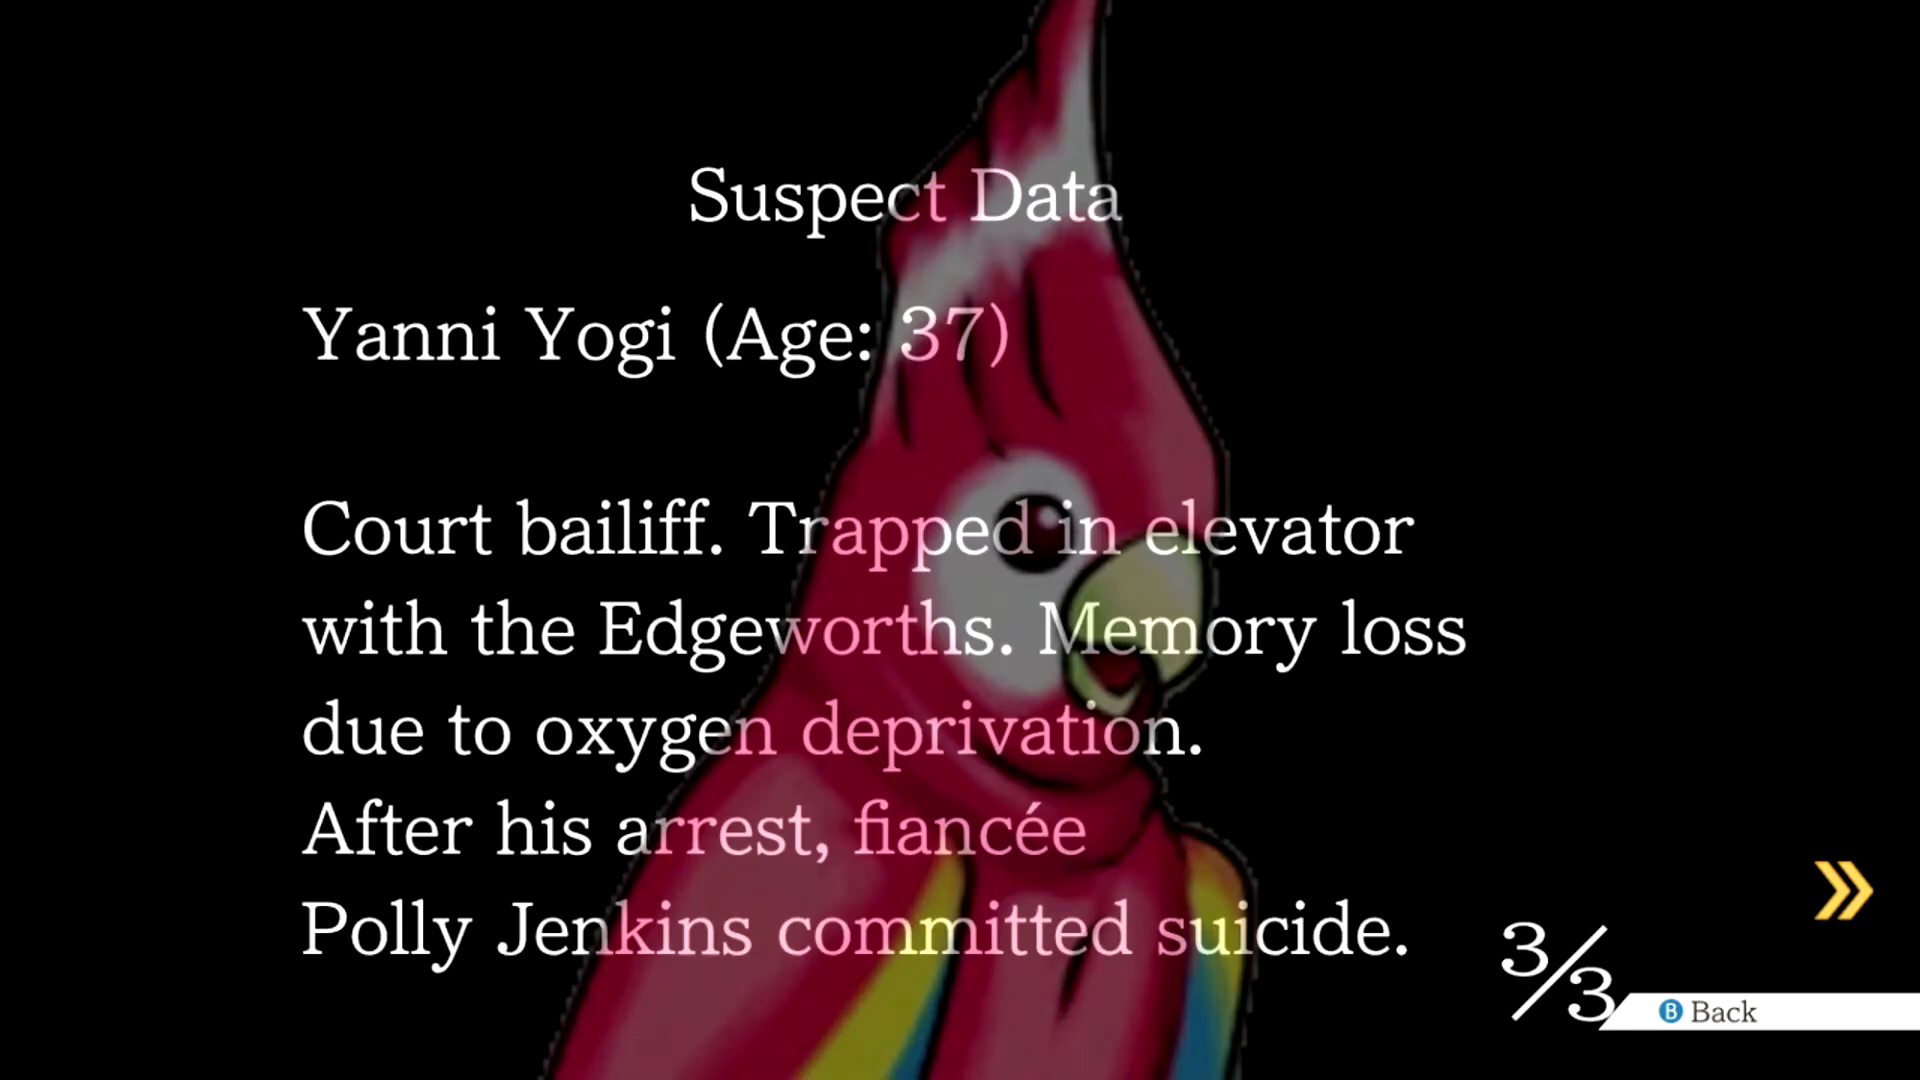 Suspect Data
Yanni Yogi (Age: 37)
Court bailiff. Trapped in elevator
with the Edgeworths. Memory loss
due to oxygen deprivation.
After his arrest, fiancée
Polly Jenkins committed suicide.
3/3
B Back